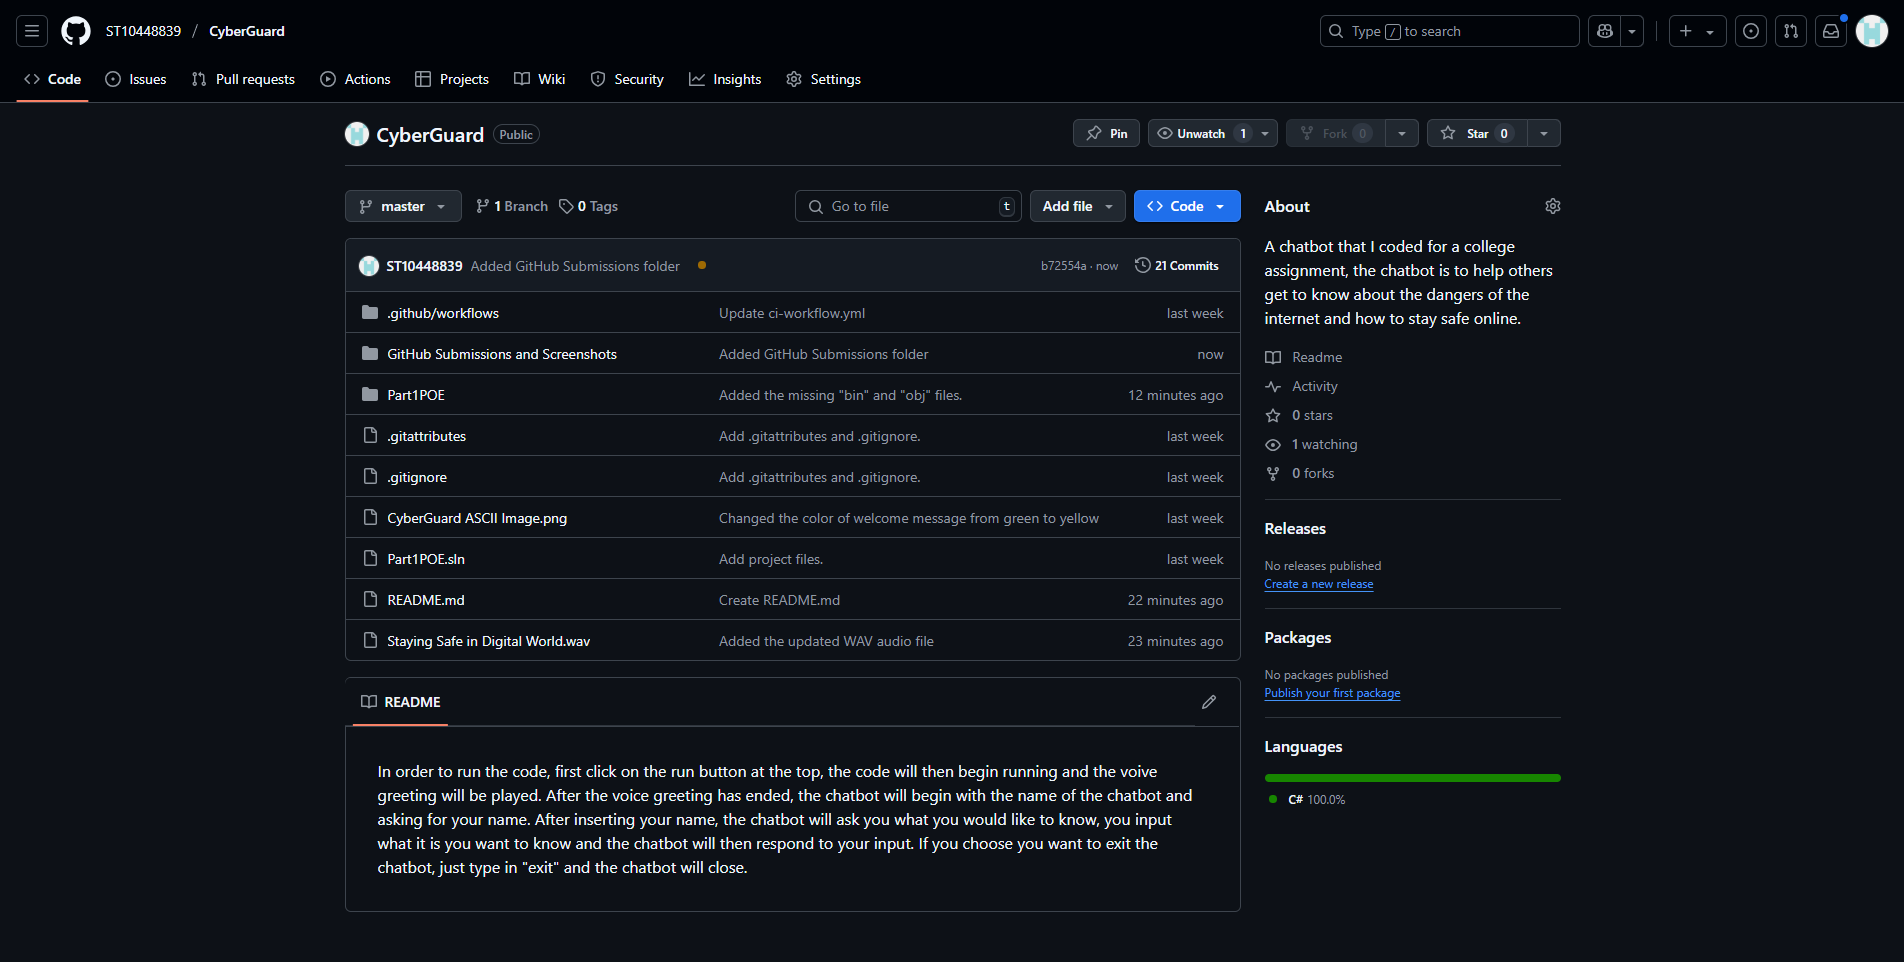 ST10448839 / CyberGuard
Type / to search
Code
Issues
Pull requests
Actions
Projects
Wiki
Security
Insights
Settings
CyberGuard Public
Pin
Unwatch 1
Fork 0
Star 0
master
1 Branch
0 Tags
Go to file t
Add file
Code
ST10448839 Added GitHub Submissions folder b72554a · now 21 Commits
.github/workflows Update ci-workflow.yml last week
GitHub Submissions and Screenshots Added GitHub Submissions folder now
Part1POE Added the missing "bin" and "obj" files. 12 minutes ago
.gitattributes Add .gitattributes and .gitignore. last week
.gitignore Add .gitattributes and .gitignore. last week
CyberGuard ASCII Image.png Changed the color of welcome message from green to yellow last week
Part1POE.sln Add project files. last week
README.md Create README.md 22 minutes ago
Staying Safe in Digital World.wav Added the updated WAV audio file 23 minutes ago
README
In order to run the code, first click on the run button at the top, the code will then begin running and the voive
greeting will be played. After the voice greeting has ended, the chatbot will begin with the name of the chatbot and
asking for your name. After inserting your name, the chatbot will ask you what you would like to know, you input
what it is you want to know and the chatbot will then respond to your input. If you choose you want to exit the
chatbot, just type in "exit" and the chatbot will close.
About
A chatbot that I coded for a college
assignment, the chatbot is to help others
get to know about the dangers of the
internet and how to stay safe online.
Readme
Activity
0 stars
1 watching
0 forks
Releases
No releases published
Create a new release
Packages
No packages published
Publish your first package
Languages
C# 100.0%